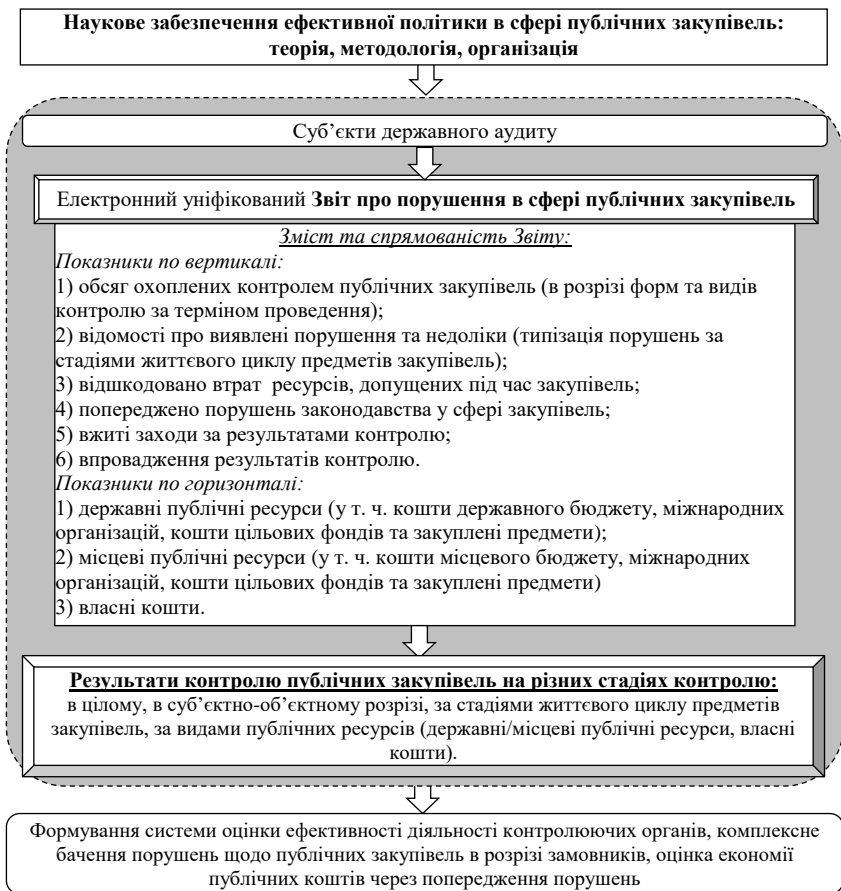 Наукове забезпечення ефективної політики в сфері публічних закупівель:
теорія, методологія, організація
Суб’єкти державного аудиту
Електронний уніфікований Звіт про порушення в сфері публічних закупівель
Зміст та спрямованість Звіту:
Показники по вертикалі:
1) обсяг охоплених контролем публічних закупівель (в розрізі форм та видів
контролю за терміном проведення);
2) відомості про виявлені порушення та недоліки (типізація порушень за
стадіями життєвого циклу предметів закупівель);
3) відшкодовано втрат ресурсів, допущених під час закупівель;
4) попереджено порушень законодавства у сфері закупівель;
5) вжиті заходи за результатами контролю;
6) впровадження результатів контролю.
Показники по горизонталі:
1) державні публічні ресурси (у т. ч. кошти державного бюджету, міжнародних
організацій, кошти цільових фондів та закуплені предмети);
2) місцеві публічні ресурси (у т. ч. кошти місцевого бюджету, міжнародних
організацій, кошти цільових фондів та закуплені предмети)
3) власні кошти.
Результати контролю публічних закупівель на різних стадіях контролю:
в цілому, в суб’єктно-об’єктному розрізі, за стадіями життєвого циклу предметів
закупівель, за видами публічних ресурсів (державні/місцеві публічні ресурси, власні
кошти).
Формування системи оцінки ефективності діяльності контролюючих органів, комплексне
бачення порушень щодо публічних закупівель в розрізі замовників, оцінка економії
публічних коштів через попередження порушень